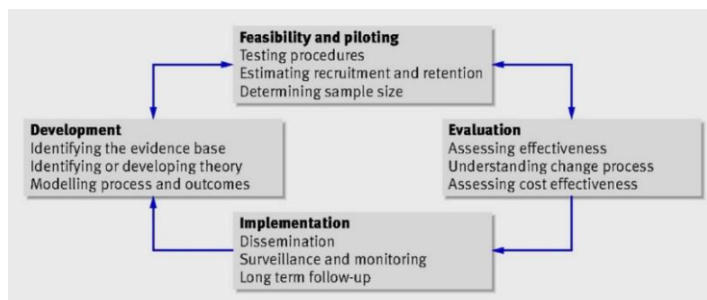 Feasibility and piloting
Testing procedures
Estimating recruitment and retention
Determining sample size
Development
Identifying the evidence base
Identifying or developing theory
Modelling process and outcomes
Evaluation
Assessing effectiveness
Understanding change process
Assessing cost effectiveness
Implementation
Dissemination
Surveillance and monitoring
Long term follow-up